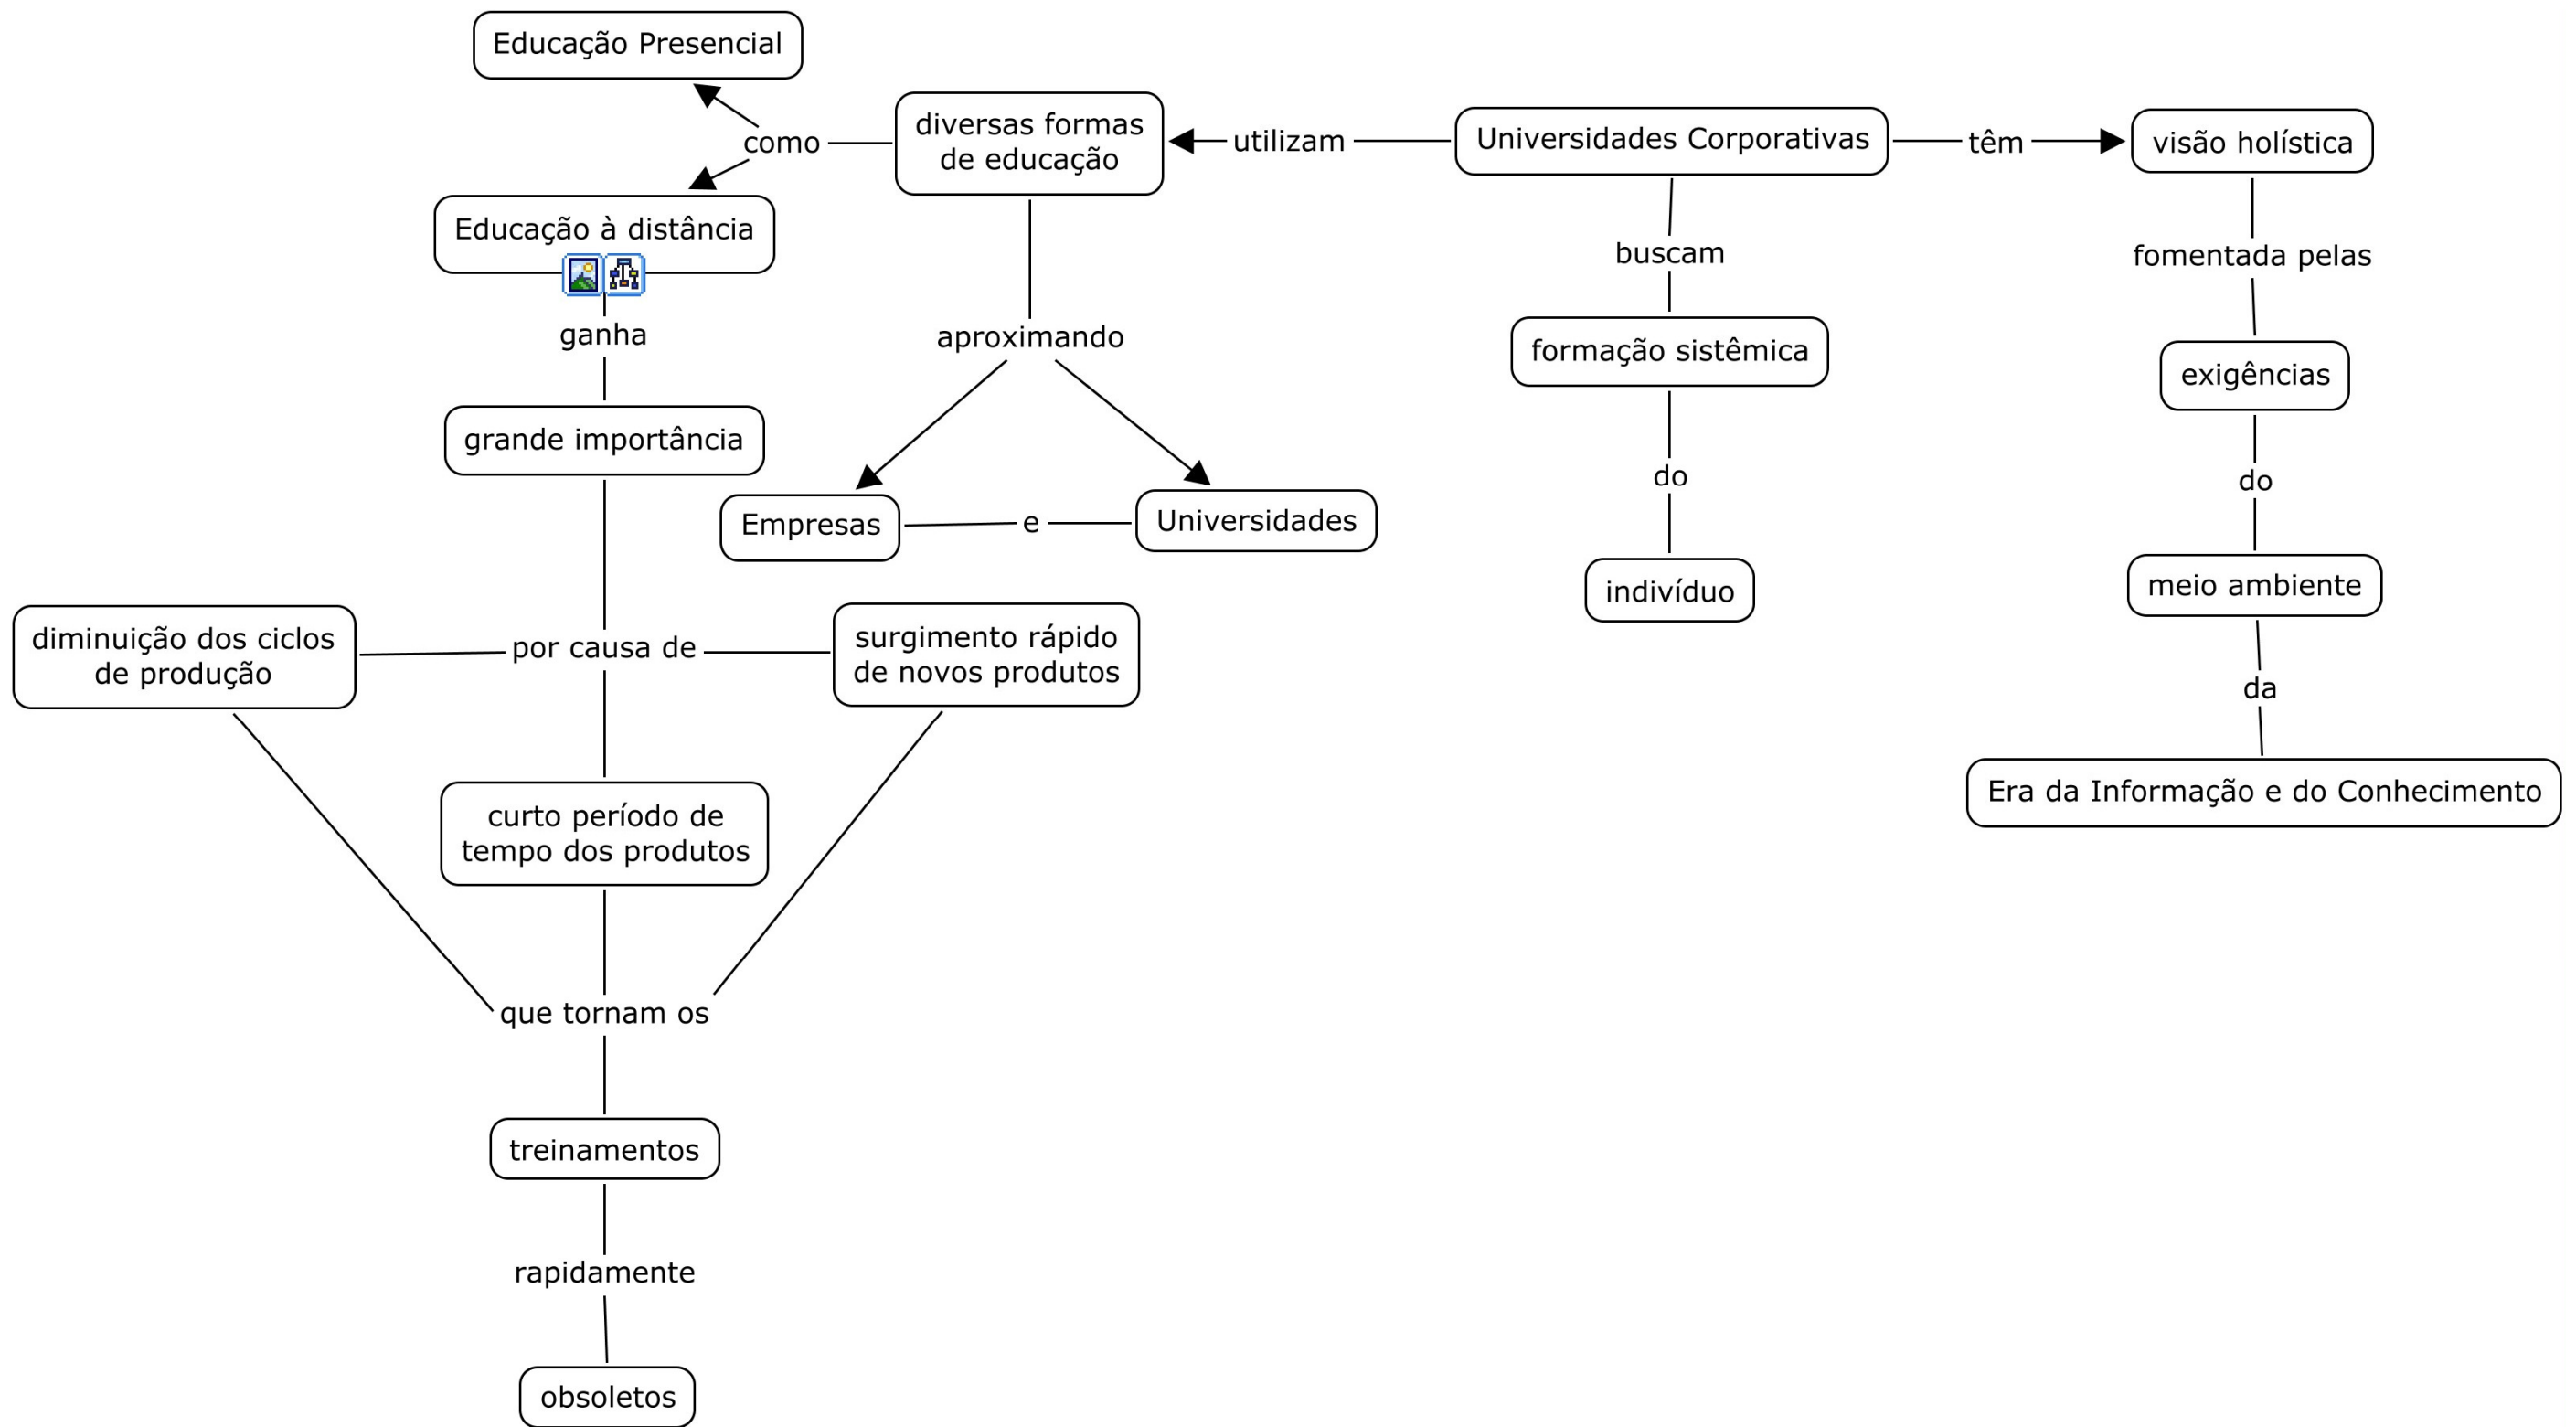 Educação Presencial
diversas formas
de educação
utilizam
Universidades Corporativas
têm
visão holística
como
Educação à distância
buscam
fomentada pelas
ganha
aproximando
formação sistêmica
exigências
grande importância
do
do
Empresas
e
Universidades
indivíduo
meio ambiente
diminuição dos ciclos
de produção
por causa de
surgimento rápido
de novos produtos
da
curto período de
tempo dos produtos
Era da Informação e do Conhecimento
que tornam os
treinamentos
rapidamente
obsoletos